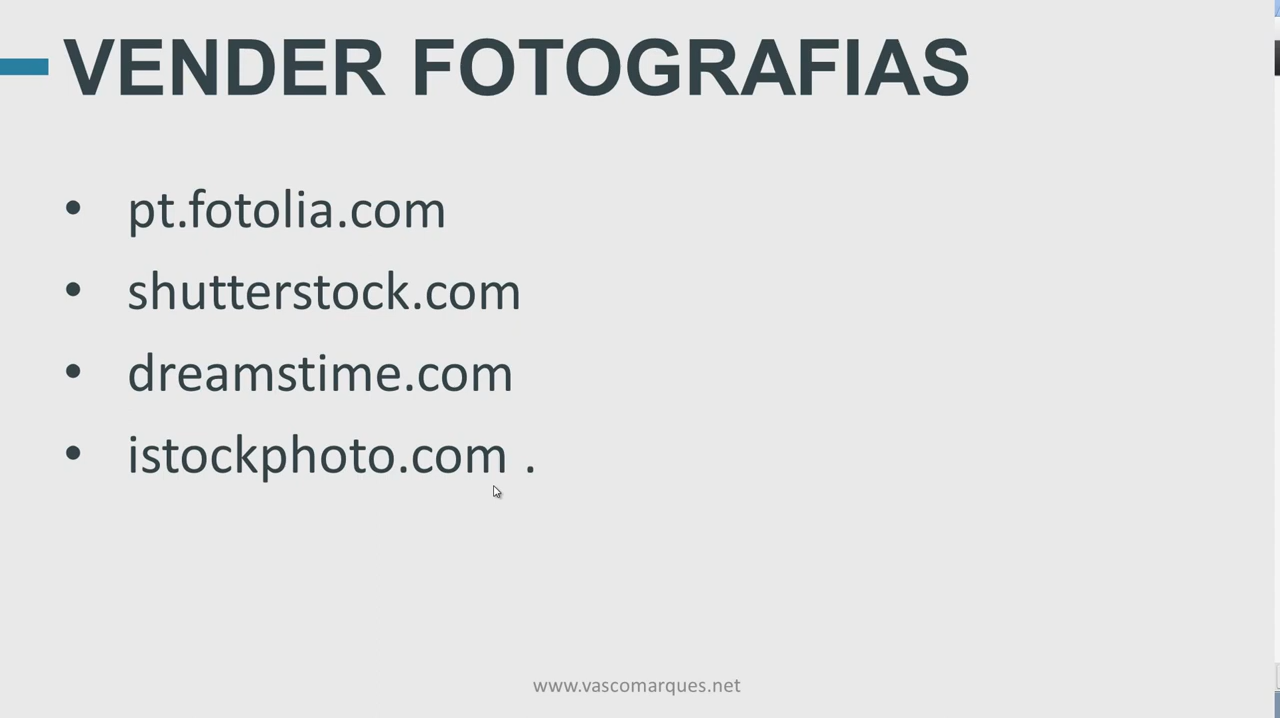 VENDER FOTOGRAFIAS
• pt.fotolia.com
• shutterstock.com
• dreamstime.com
• istockphoto.com .
www.vascomarques.net